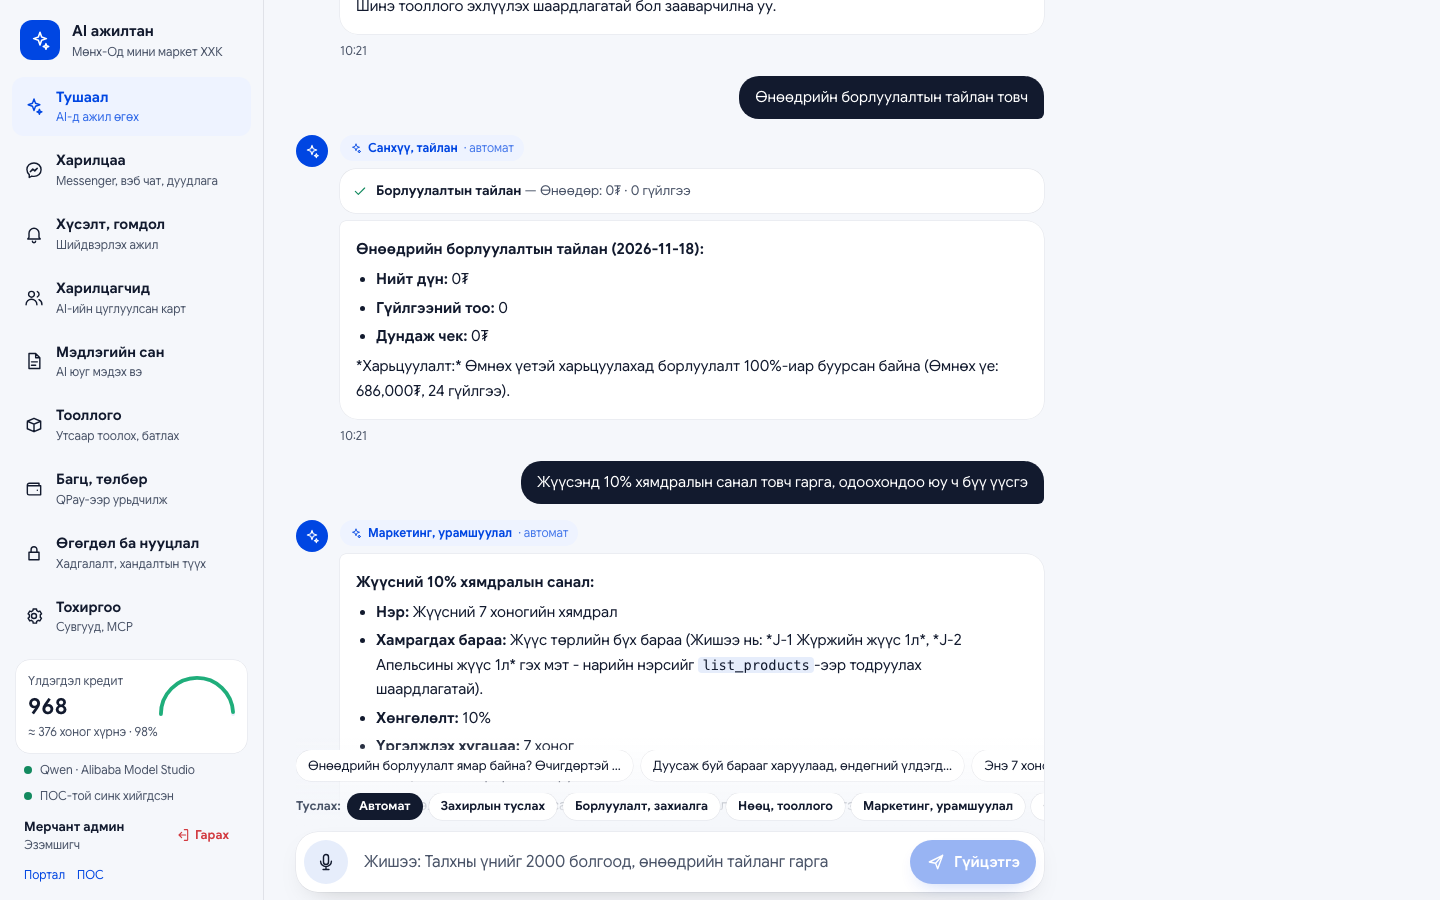 AI ажилтан
Мөнх-Од мини маркет ХХК
Тушаал
AI-д ажил өгөх
Харилцаа
Messenger, вэб чат, дуудлага
Хүсэлт, гомдол
Шийдвэрлэх ажил
Харилцагчид
AI-ийн цуглуулсан карт
Мэдлэгийн сан
AI юуг мэдэх вэ
Тооллого
Утсаар тоолох, батлах
Багц, төлбөр
QPay-ээр урьдчилж
Өгөгдөл ба нууцлал
Хадгалалт, хандалтын түүх
Тохиргоо
Сувгууд, MCP
Үлдэгдэл кредит
968
≈ 376 хоног хүрнэ · 98%
Qwen · Alibaba Model Studio
ПОС-той синк хийгдсэн
Мерчант админ
Эзэмшигч
Гарах
Портал ПОС
Шинэ тооллого эхлүүлэх шаардлагатай бол зааварчилна уу.
10:21
Өнөөдрийн борлуулалтын тайлан товч
Санхүү, тайлан · автомат
Борлуулалтын тайлан — Өнөөдөр: 0₮ · 0 гүйлгээ
Өнөөдрийн борлуулалтын тайлан (2026-11-18):
• Нийт дүн: 0₮
• Гүйлгээний тоо: 0
• Дундаж чек: 0₮
*Харьцуулалт:* Өмнөх үетэй харьцуулахад борлуулалт 100%-иар буурсан байна (Өмнөх үе:
686,000₮, 24 гүйлгээ).
10:21
Жүүсэнд 10% хямдралын санал товч гарга, одоохондоо юу ч бүү үүсгэ
Маркетинг, урамшуулал · автомат
Жүүсний 10% хямдралын санал:
• Нэр: Жүүсний 7 хоногийн хямдрал
• Хамрагдах бараа: Жүүс төрлийн бүх бараа (Жишээ нь: *J-1 Жүржийн жүүс 1л*, *J-2
Апельсины жүүс 1л* гэх мэт - нарийн нэрсийг list_products-ээр тодруулах
шаардлагатай).
• Хөнгөлөлт: 10%
• Үргэлжлэх хугацаа: 7 хоног
Өнөөдрийн борлуулалт ямар байна? Өчигдөртэй ...
Дуусаж буй барааг харуулаад, өндөгний үлдэгд...
Энэ 7 хоно
Туслах: Автомат Захирлын туслах Борлуулалт, захиалга Нөөц, тооллого Маркетинг, урамшуулал
Жишээ: Талхны үнийг 2000 болгоод, өнөөдрийн тайланг гарга
Гүйцэтгэ